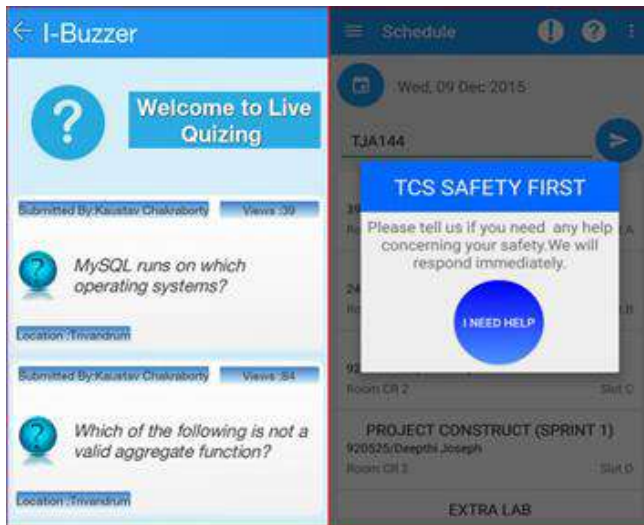 I-Buzzer
Welcome to Live
Quizing
Submitted By:Kaustav Chakraborty
Views :39
MySQL runs on which
operating systems?
Location :Trivandrum
Submitted By:Kaustav Chakraborty
Views :84
Which of the following is not a
valid aggregate function?
Location :Trivandrum
Schedule
Wed, 09 Dec 2015
TJA144
TCS SAFETY FIRST
Please tell us if you need any help
concerning your safety.We will
respond immediately.
I NEED HELP
Room CR 2
Slot C
PROJECT CONSTRUCT (SPRINT 1)
920525/Deepthi Joseph
Room CR 2
Slot D
EXTRA LAB